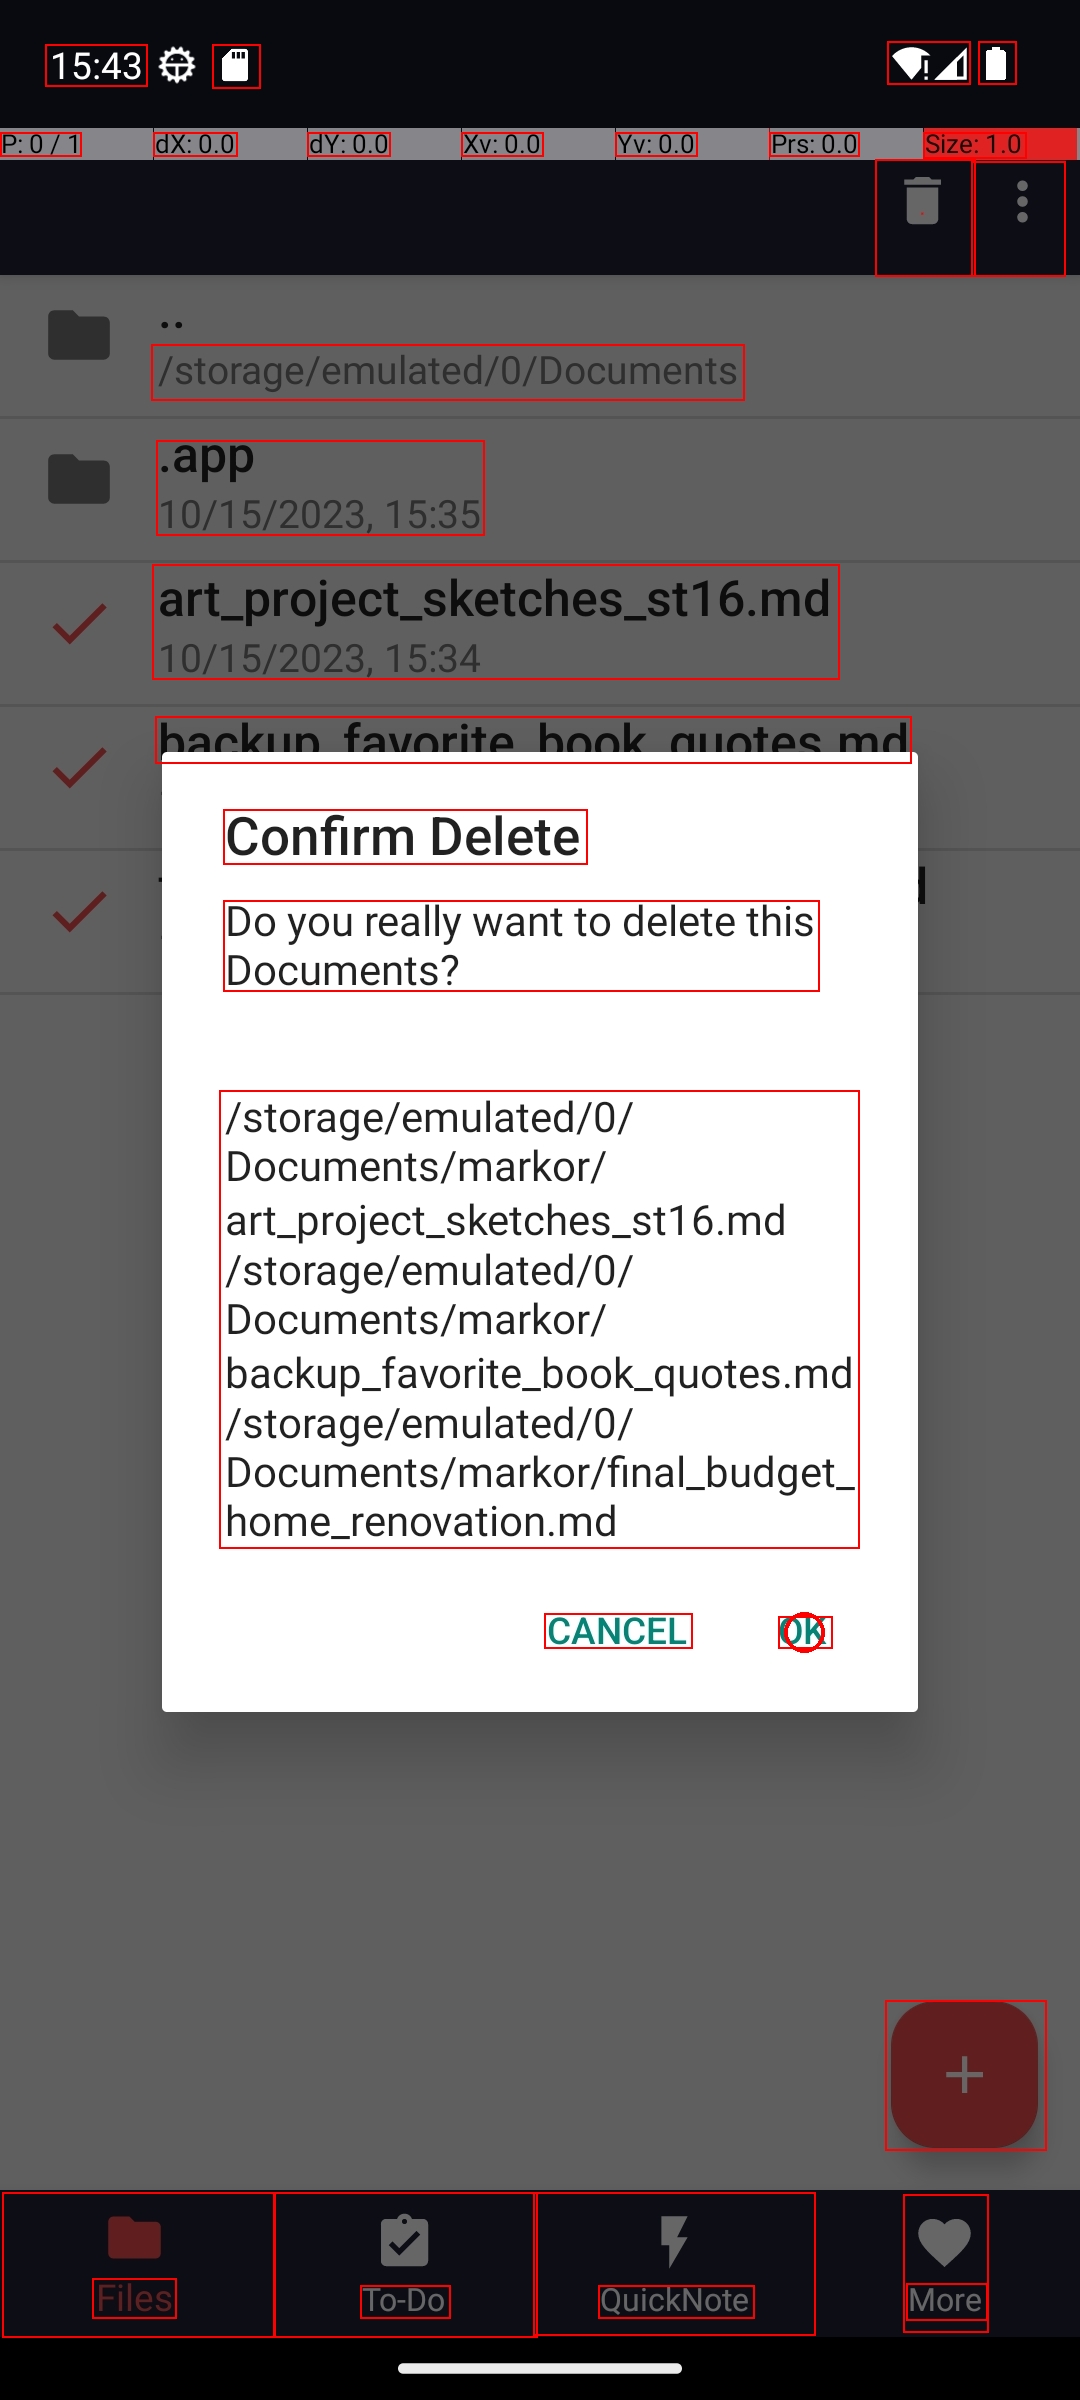 15:43
P: 0 / 1
dX: 0.0
dY: 0.0
Xv: 0.0
Yv: 0.0
Prs: 0.0
Size: 1.0
..
/storage/emulated/0/Documents
.app
10/15/2023, 15:35
art_project_sketches_st16.md
10/15/2023, 15:34
backup_favorite_book_quotes.md
Confirm Delete
Do you really want to delete this
Documents?
/storage/emulated/0/
Documents/markor/
art_project_sketches_st16.md
/storage/emulated/0/
Documents/markor/
backup_favorite_book_quotes.md
/storage/emulated/0/
Documents/markor/final_budget_
home_renovation.md
CANCEL
OK
Files
To-Do
QuickNote
More